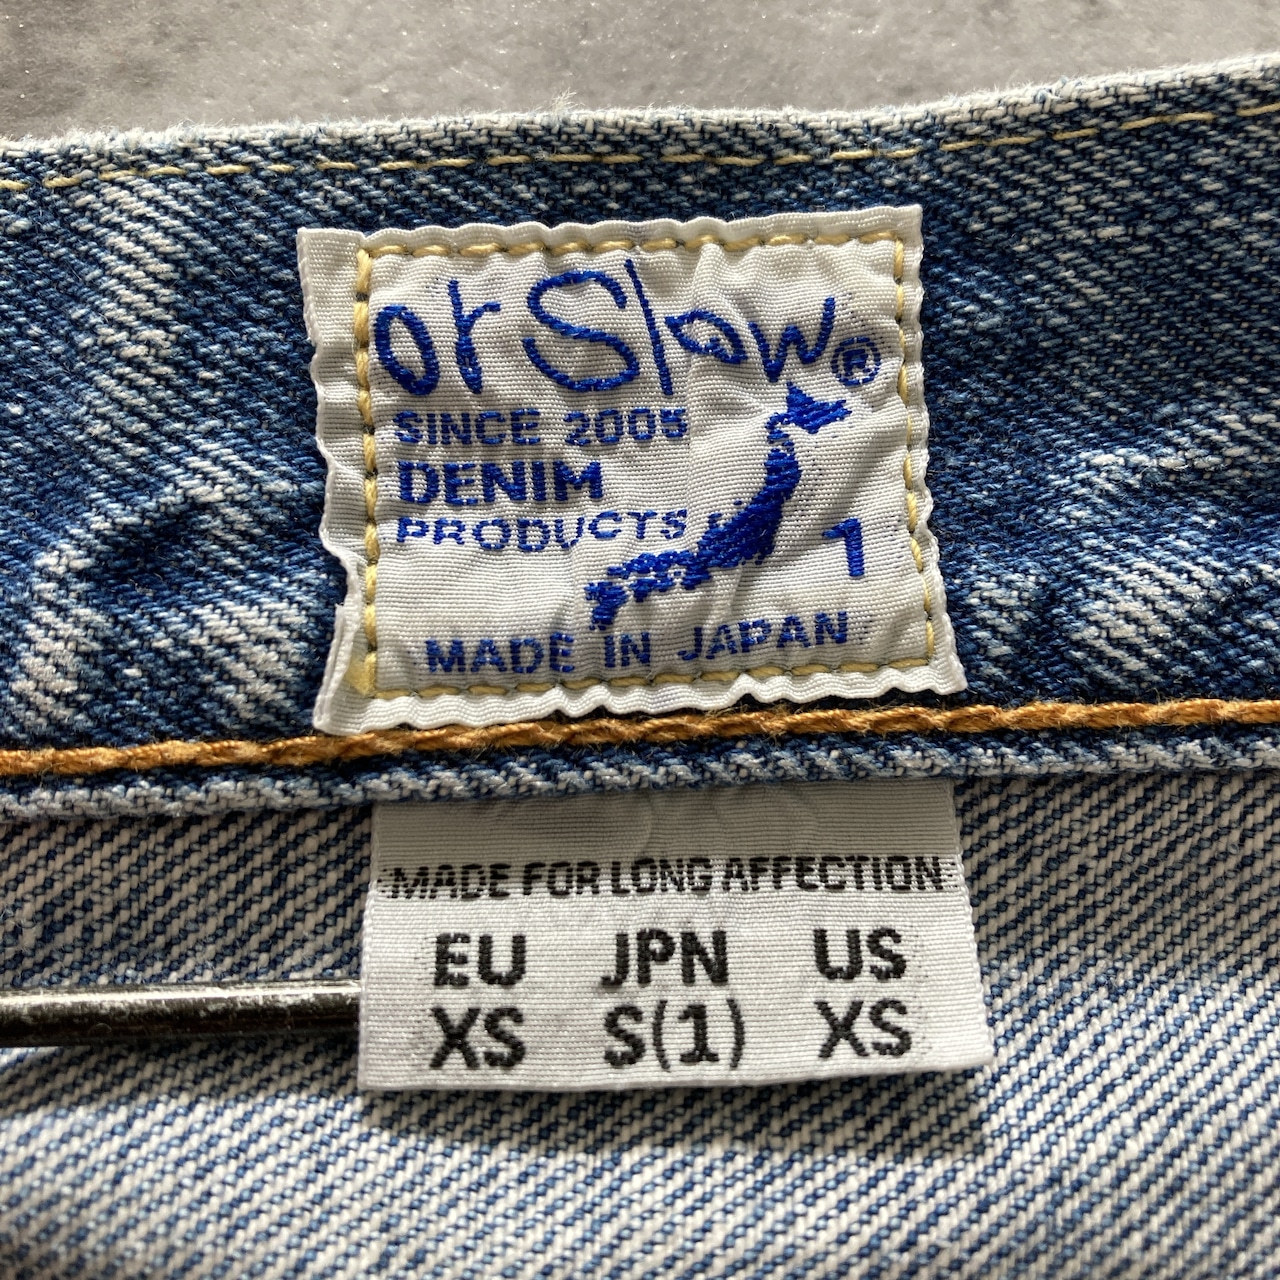 orSlow®
SINCE 2005
DENIM
PRODUCTS
1
MADE IN JAPAN
MADE FOR LONG AFFECTION
EU JPN US
XS S(1) XS